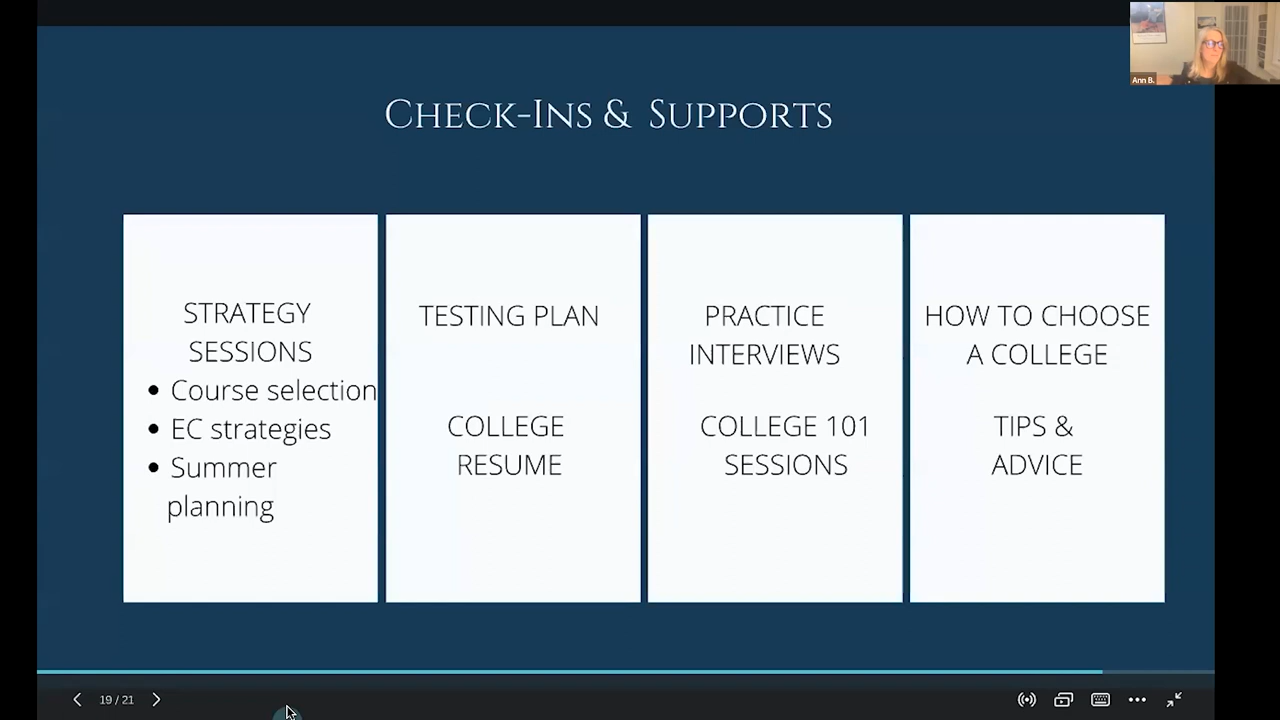 Ann B.
CHECK-INS & SUPPORTS
STRATEGY
SESSIONS
• Course selection
• EC strategies
• Summer
planning
TESTING PLAN
COLLEGE
RESUME
PRACTICE
INTERVIEWS
COLLEGE 101
SESSIONS
HOW TO CHOOSE
A COLLEGE
TIPS &
ADVICE
19 / 21